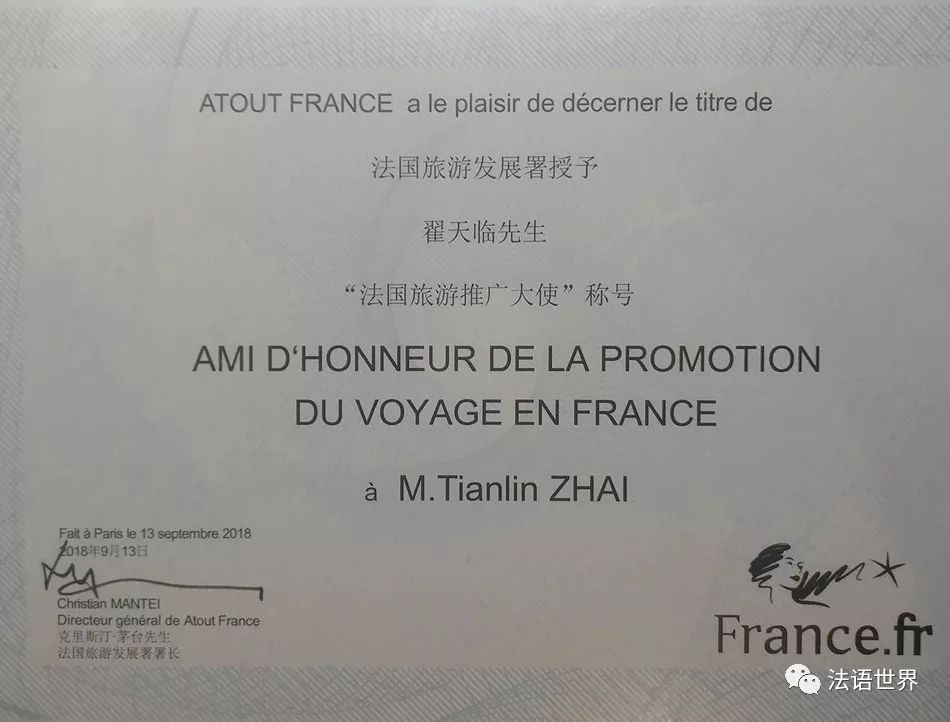 ATOUT FRANCE a le plaisir de décerner le titre de
法国旅游发展署授予
翟天临先生
“法国旅游推广大使”称号
AMI D‘HONNEUR DE LA PROMOTION
DU VOYAGE EN FRANCE
à M.Tianlin ZHAI
Fait à Paris le 13 septembre 2018
2018年9月13日
Christian MANTEI
Directeur général de Atout France
克里斯汀·茅台先生
法国旅游发展署署长
France.fr
法语世界